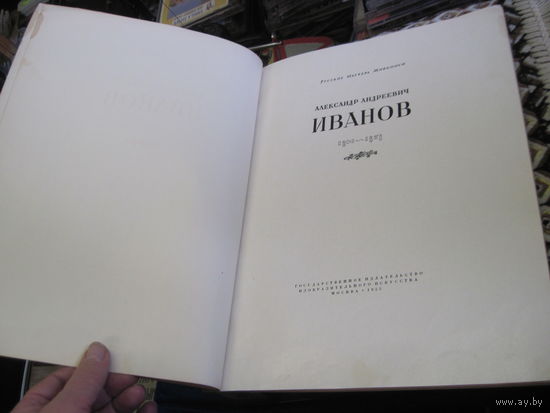 Русские мастера живописи
АЛЕКСАНДР АНДРЕЕВИЧ
ИВАНОВ
ГОСУДАРСТВЕННОЕ ИЗДАТЕЛЬСТВО
ИЗОБРАЗИТЕЛЬНОГО ИСКУССТВА
МОСКВА •
www.ay.by